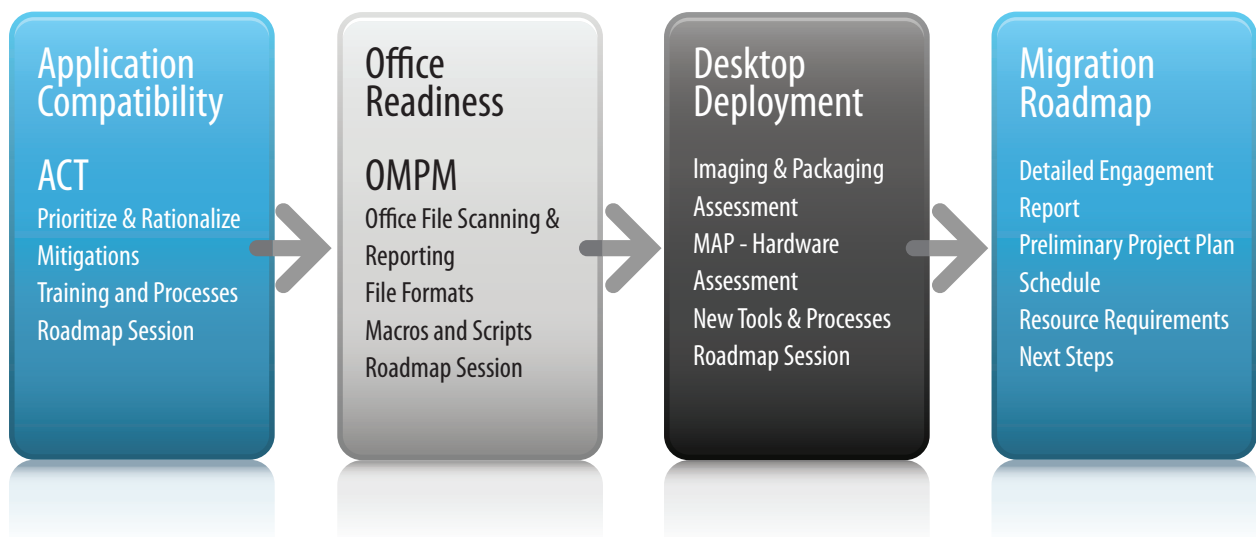 Application
Compatibility
ACT
Prioritize & Rationalize
Mitigations
Training and Processes
Roadmap Session
Office
Readiness
OMPM
Office File Scanning &
Reporting
File Formats
Macros and Scripts
Roadmap Session
Desktop
Deployment
Imaging & Packaging
Assessment
MAP - Hardware
Assessment
New Tools & Processes
Roadmap Session
Migration
Roadmap
Detailed Engagement
Report
Preliminary Project Plan
Schedule
Resource Requirements
Next Steps